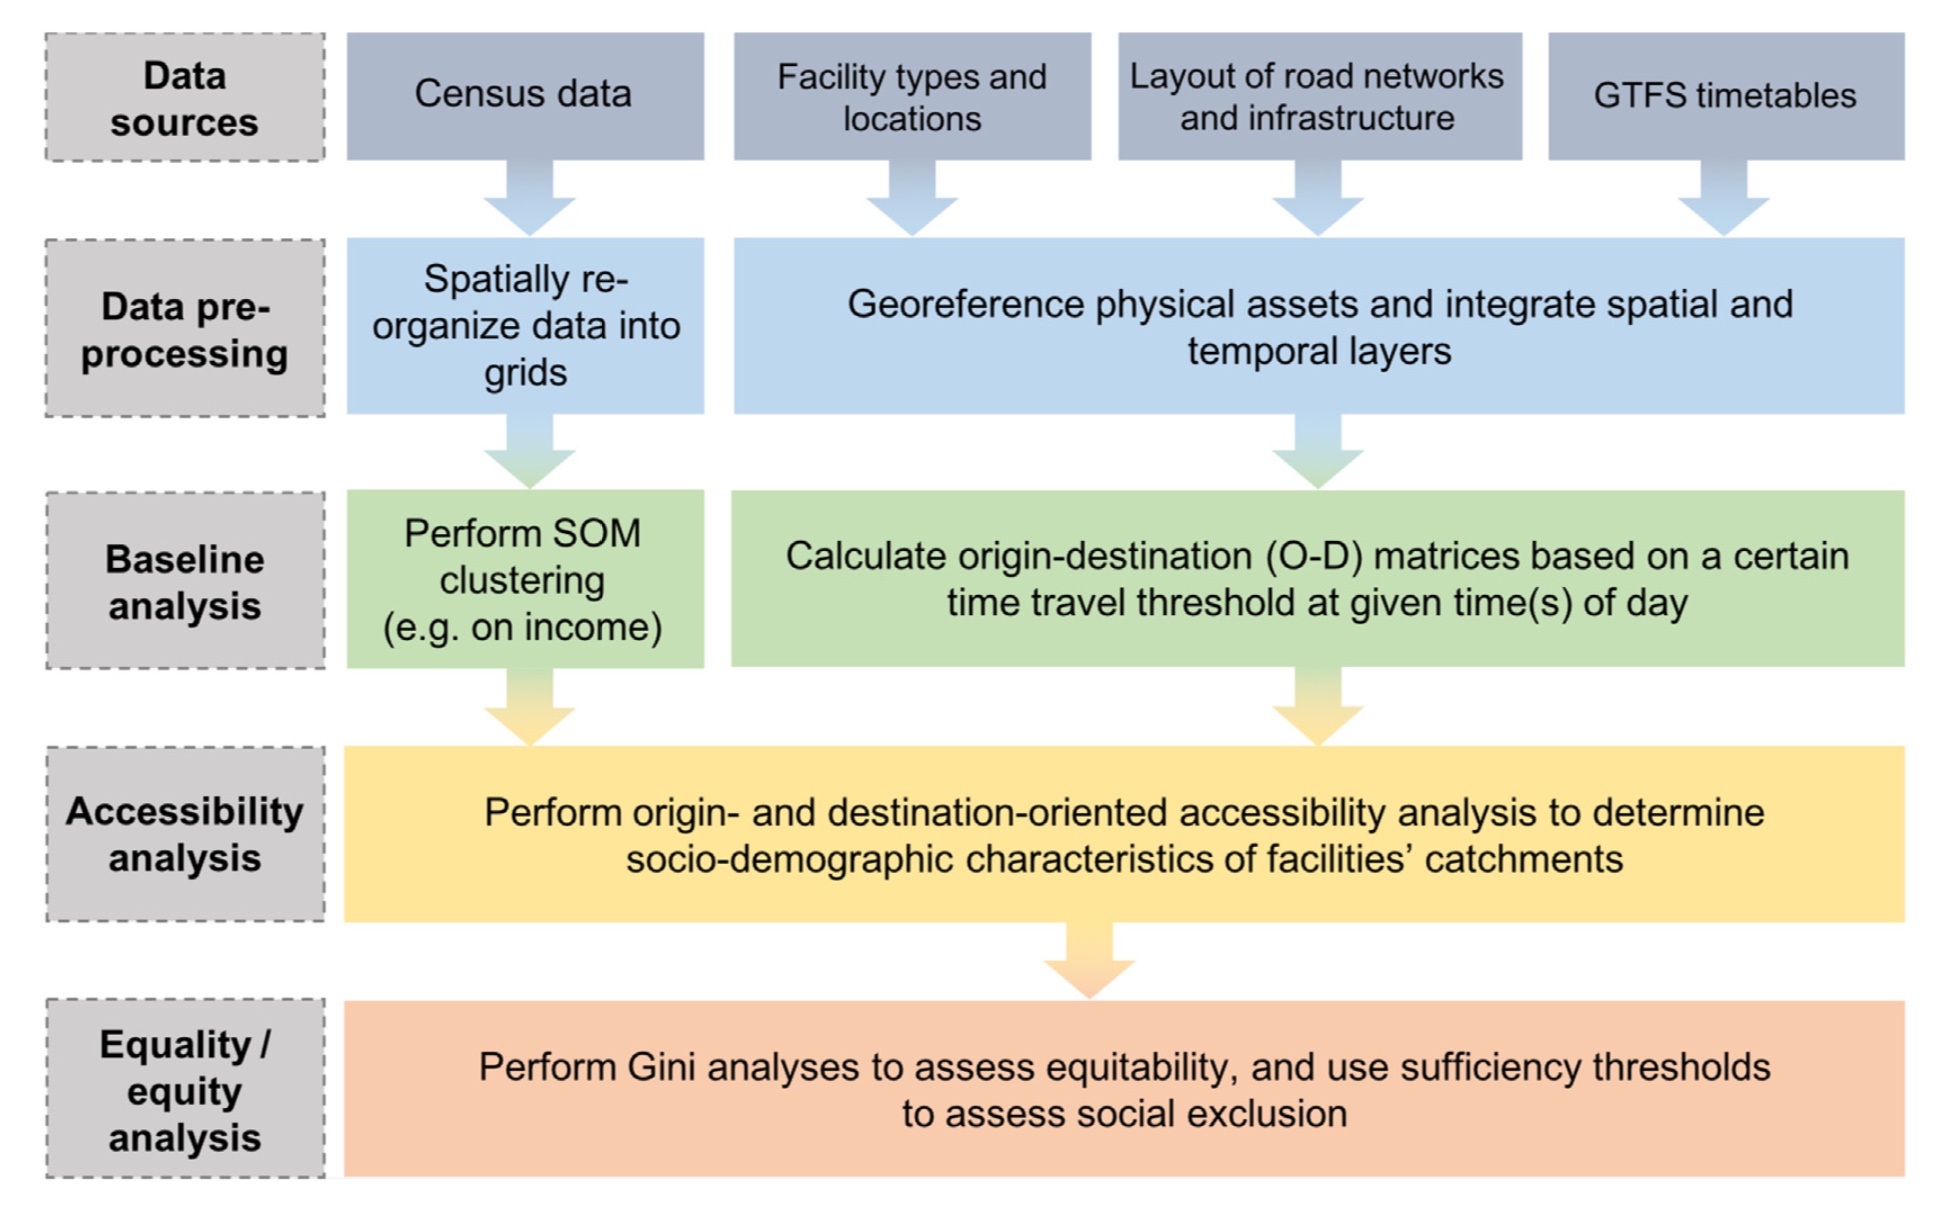 Data
sources
Census data
Facility types and
locations
Layout of road networks
and infrastructure
GTFS timetables
Data pre-
processing
Spatially re-
organize data into
grids
Georeference physical assets and integrate spatial and
temporal layers
Baseline
analysis
Perform SOM
clustering
(e.g. on income)
Calculate origin-destination (O-D) matrices based on a certain
time travel threshold at given time(s) of day
Accessibility
analysis
Perform origin- and destination-oriented accessibility analysis to determine
socio-demographic characteristics of facilities’ catchments
Equality /
equity
analysis
Perform Gini analyses to assess equitability, and use sufficiency thresholds
to assess social exclusion